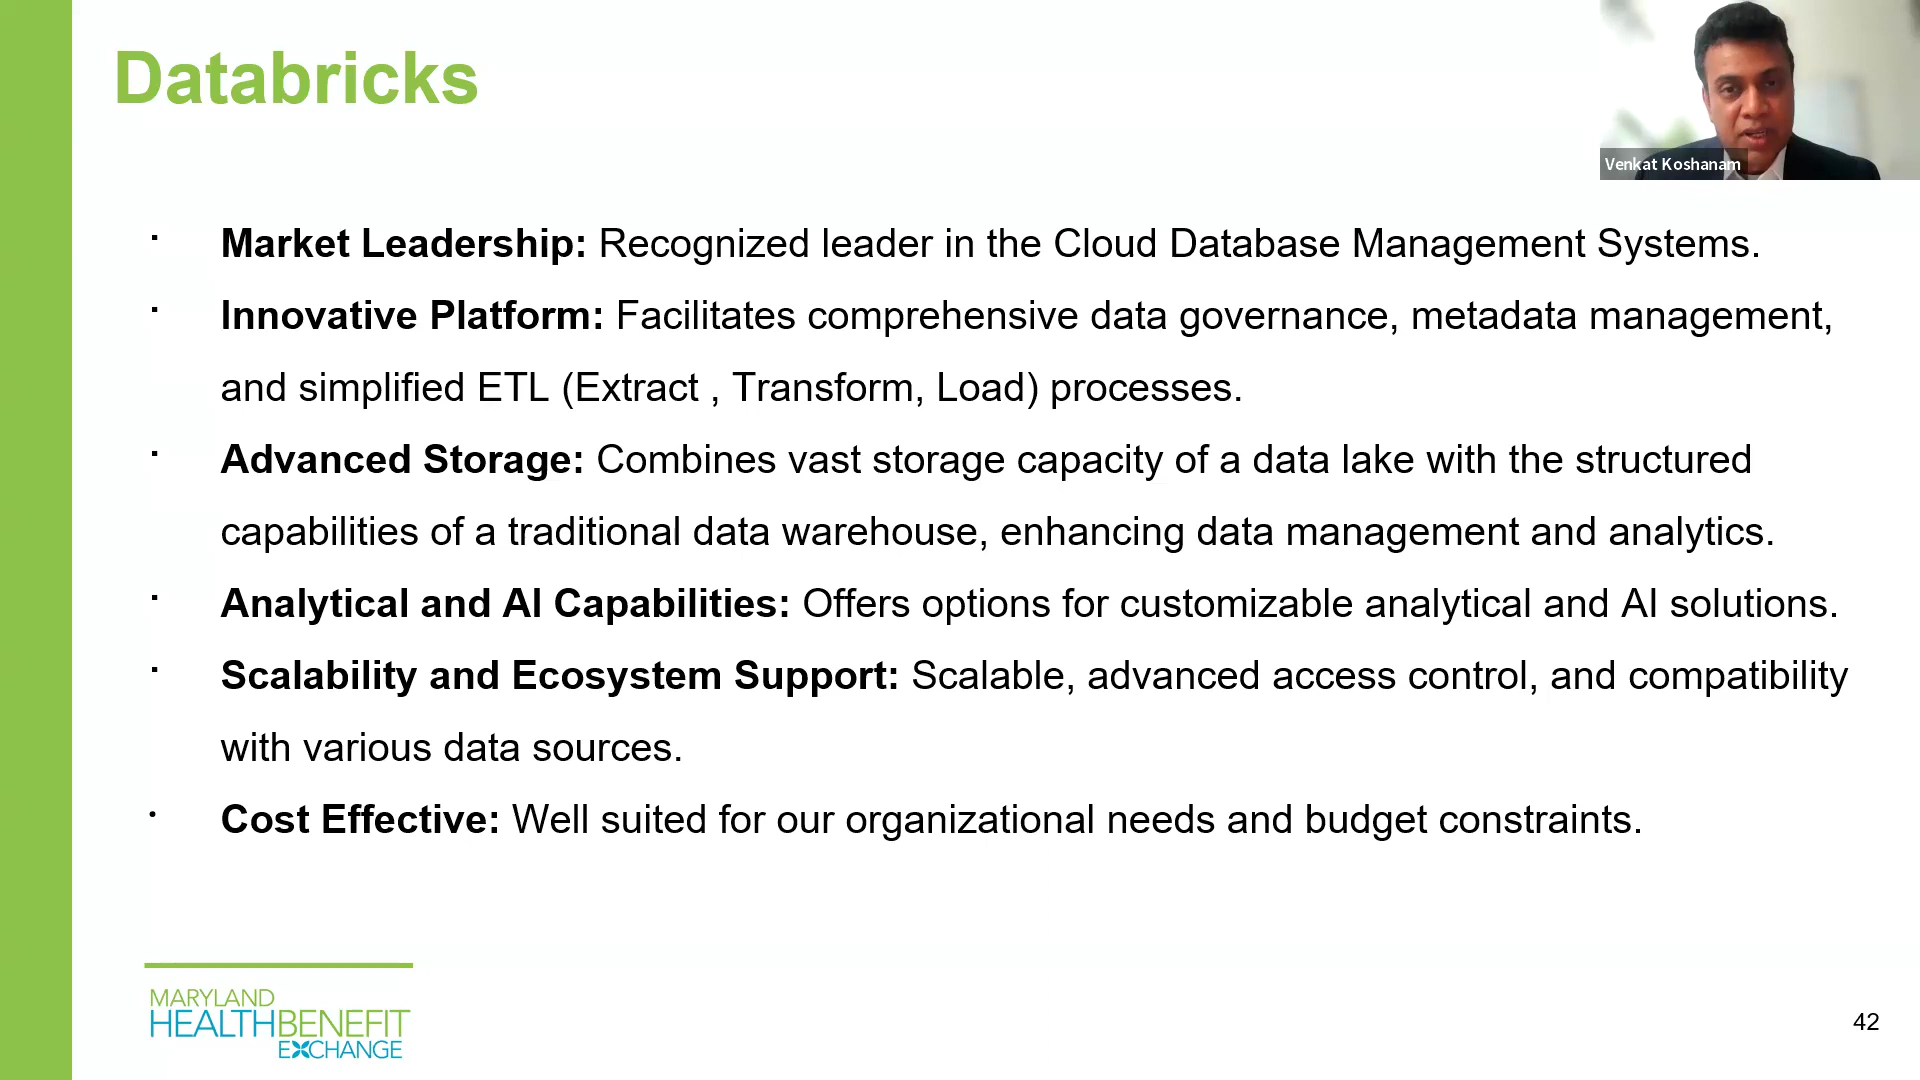 Databricks
Venkat Koshanam
Market Leadership: Recognized leader in the Cloud Database Management Systems.
Innovative Platform: Facilitates comprehensive data governance, metadata management,
and simplified ETL (Extract , Transform, Load) processes.
Advanced Storage: Combines vast storage capacity of a data lake with the structured
capabilities of a traditional data warehouse, enhancing data management and analytics.
Analytical and AI Capabilities: Offers options for customizable analytical and AI solutions.
Scalability and Ecosystem Support: Scalable, advanced access control, and compatibility
with various data sources.
Cost Effective: Well suited for our organizational needs and budget constraints.
MARYLAND
HEALTHBENEFIT
EXCHANGE
42